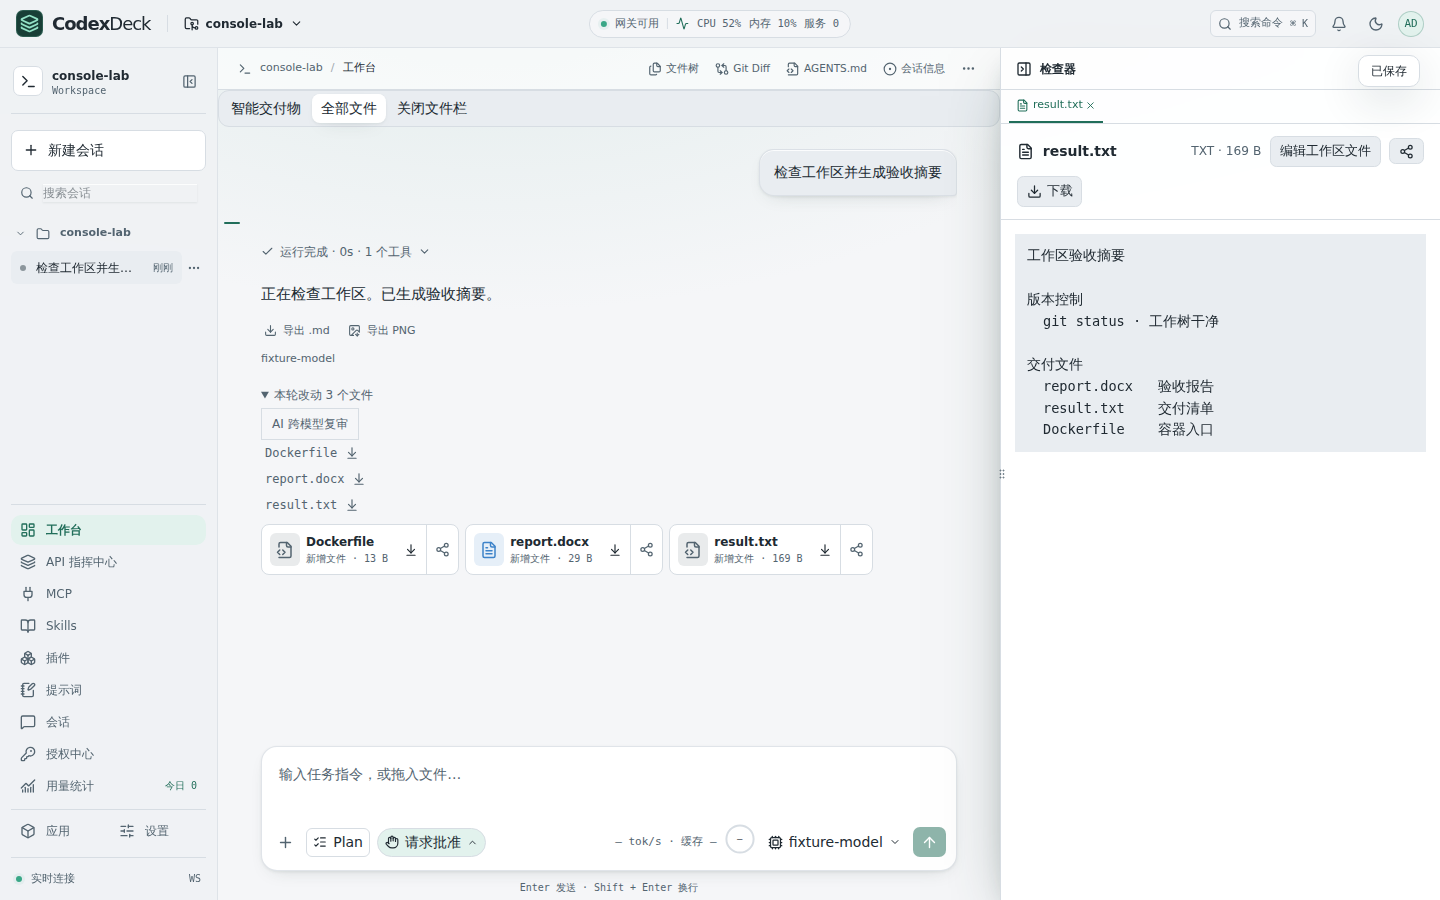 CodexDeck
console-lab
网关可用
CPU 52% 内存 10% 服务 0
搜索命令 ⌘ K
AD
console-lab
Workspace
新建会话
搜索会话
console-lab
检查工作区并生… 刚刚
工作台
API 指挥中心
MCP
Skills
插件
提示词
会话
授权中心
用量统计 今日 0
应用 设置
实时连接 WS
console-lab / 工作台
文件树 Git Diff AGENTS.md 会话信息
智能交付物 全部文件 关闭文件栏
检查工作区并生成验收摘要
运行完成 · 0s · 1 个工具
正在检查工作区。已生成验收摘要。
导出 .md 导出 PNG
fixture-model
▼ 本轮改动 3 个文件
AI 跨模型复审
Dockerfile
report.docx
result.txt
Dockerfile
新增文件 · 13 B
report.docx
新增文件 · 29 B
result.txt
新增文件 · 169 B
输入任务指令，或拖入文件…
Plan 请求批准
— tok/s · 缓存 —
—
fixture-model
Enter 发送 · Shift + Enter 换行
检查器
已保存
result.txt
result.txt
TXT · 169 B
编辑工作区文件
下载
工作区验收摘要
版本控制
git status · 工作树干净
交付文件
report.docx 验收报告
result.txt 交付清单
Dockerfile 容器入口